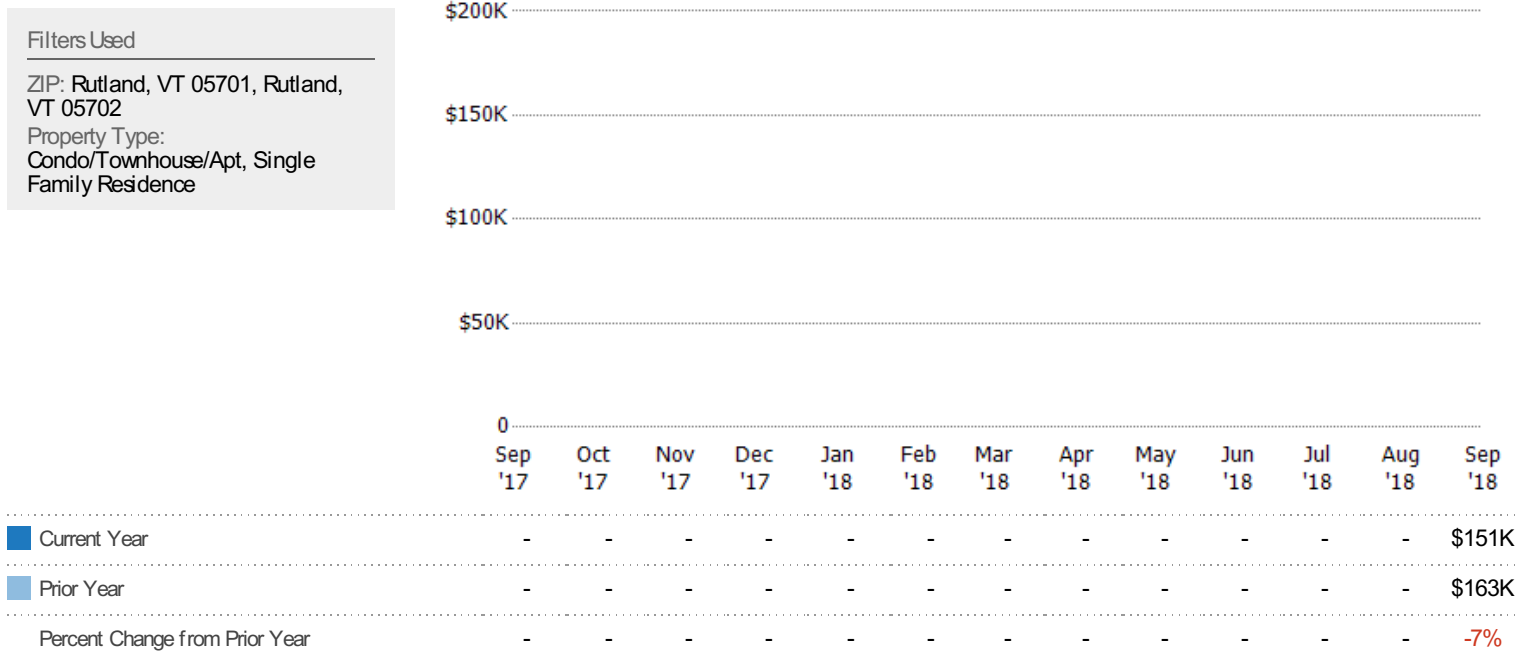 Filters Used
ZIP: Rutland, VT 05701, Rutland,
VT 05702
Property Type:
Condo/Townhouse/Apt, Single
Family Residence
$200K
$150K
$100K
$50K
0
Sep Oct Nov Dec Jan Feb Mar Apr May Jun Jul Aug Sep
'17 '17 '17 '17 '18 '18 '18 '18 '18 '18 '18 '18 '18
Current Year - - - - - - - - - - - - $151K
Prior Year - - - - - - - - - - - - $163K
Percent Change from Prior Year - - - - - - - - - - - - -7%